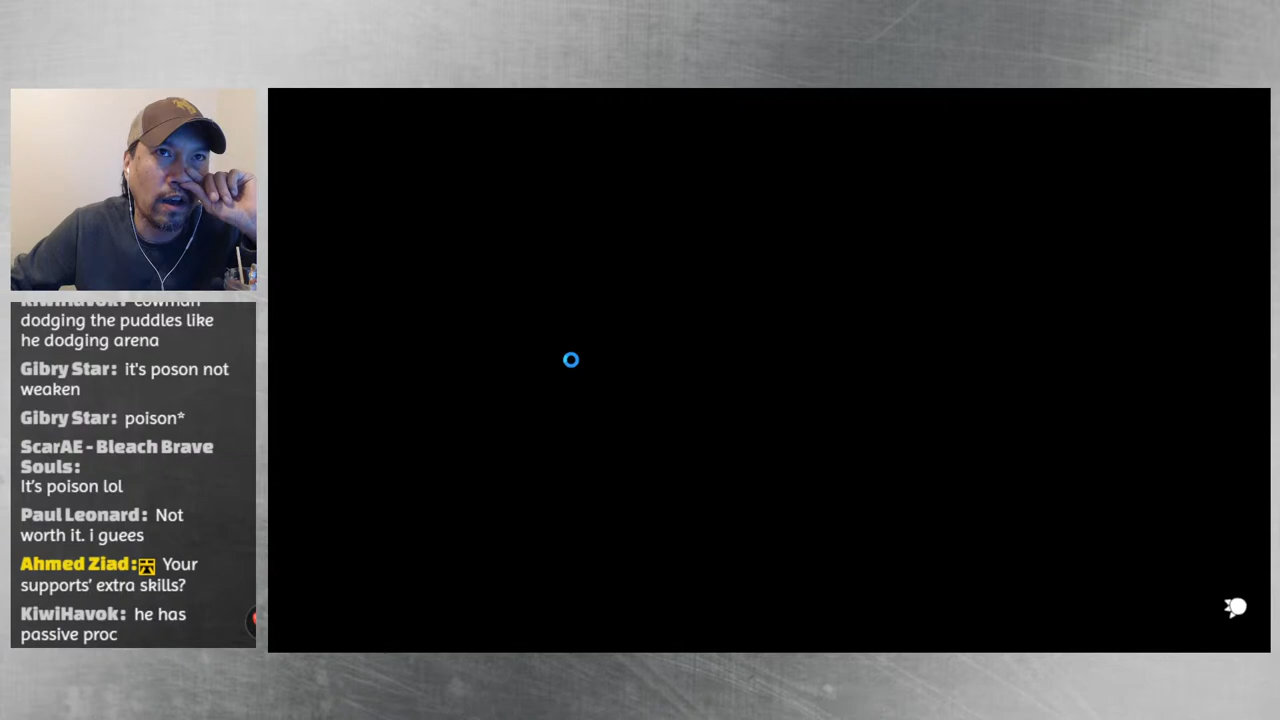 KiwiHavok: cowman
dodging the puddles like
he dodging arena
Gibry Star: it's poson not
weaken
Gibry Star: poison*
ScarAE - Bleach Brave
Souls:
It's poison lol
Paul Leonard: Not
worth it. i guees
Ahmed Ziad: Your
supports' extra skills?
KiwiHavok: he has
passive proc